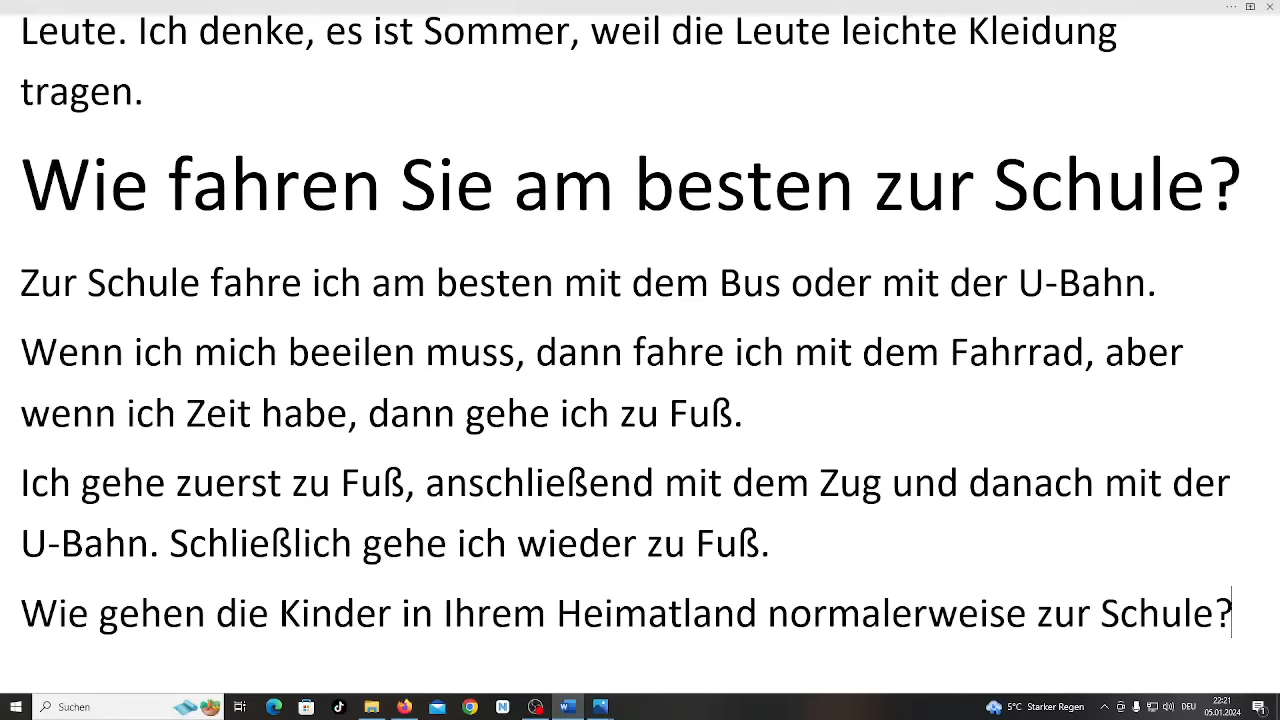 Leute. Ich denke, es ist Sommer, weil die Leute leichte Kleidung
tragen.
Wie fahren Sie am besten zur Schule?
Zur Schule fahre ich am besten mit dem Bus oder mit der U-Bahn.
Wenn ich mich beeilen muss, dann fahre ich mit dem Fahrrad, aber
wenn ich Zeit habe, dann gehe ich zu Fuß.
Ich gehe zuerst zu Fuß, anschließend mit dem Zug und danach mit der
U-Bahn. Schließlich gehe ich wieder zu Fuß.
Wie gehen die Kinder in Ihrem Heimatland normalerweise zur Schule?
Suchen
5°C Starker Regen
DEU
22:21
05.01.2024